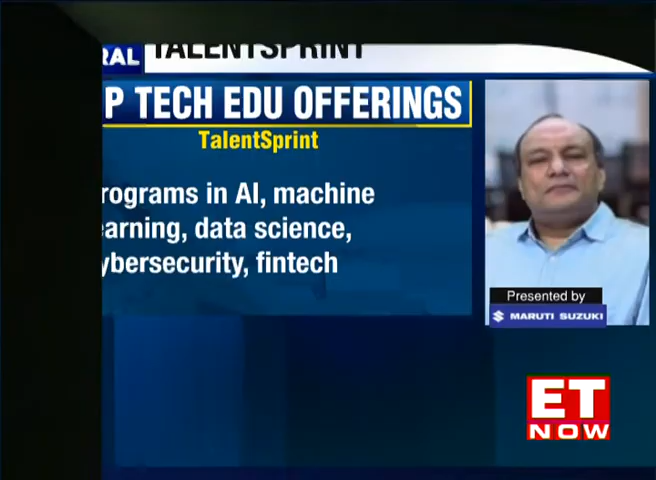 RAL TALENTSPRINT
P TECH EDU OFFERINGS
TalentSprint
rograms in AI, machine
earning, data science,
ybersecurity, fintech
Presented by
MARUTI SUZUKI
ET
NOW